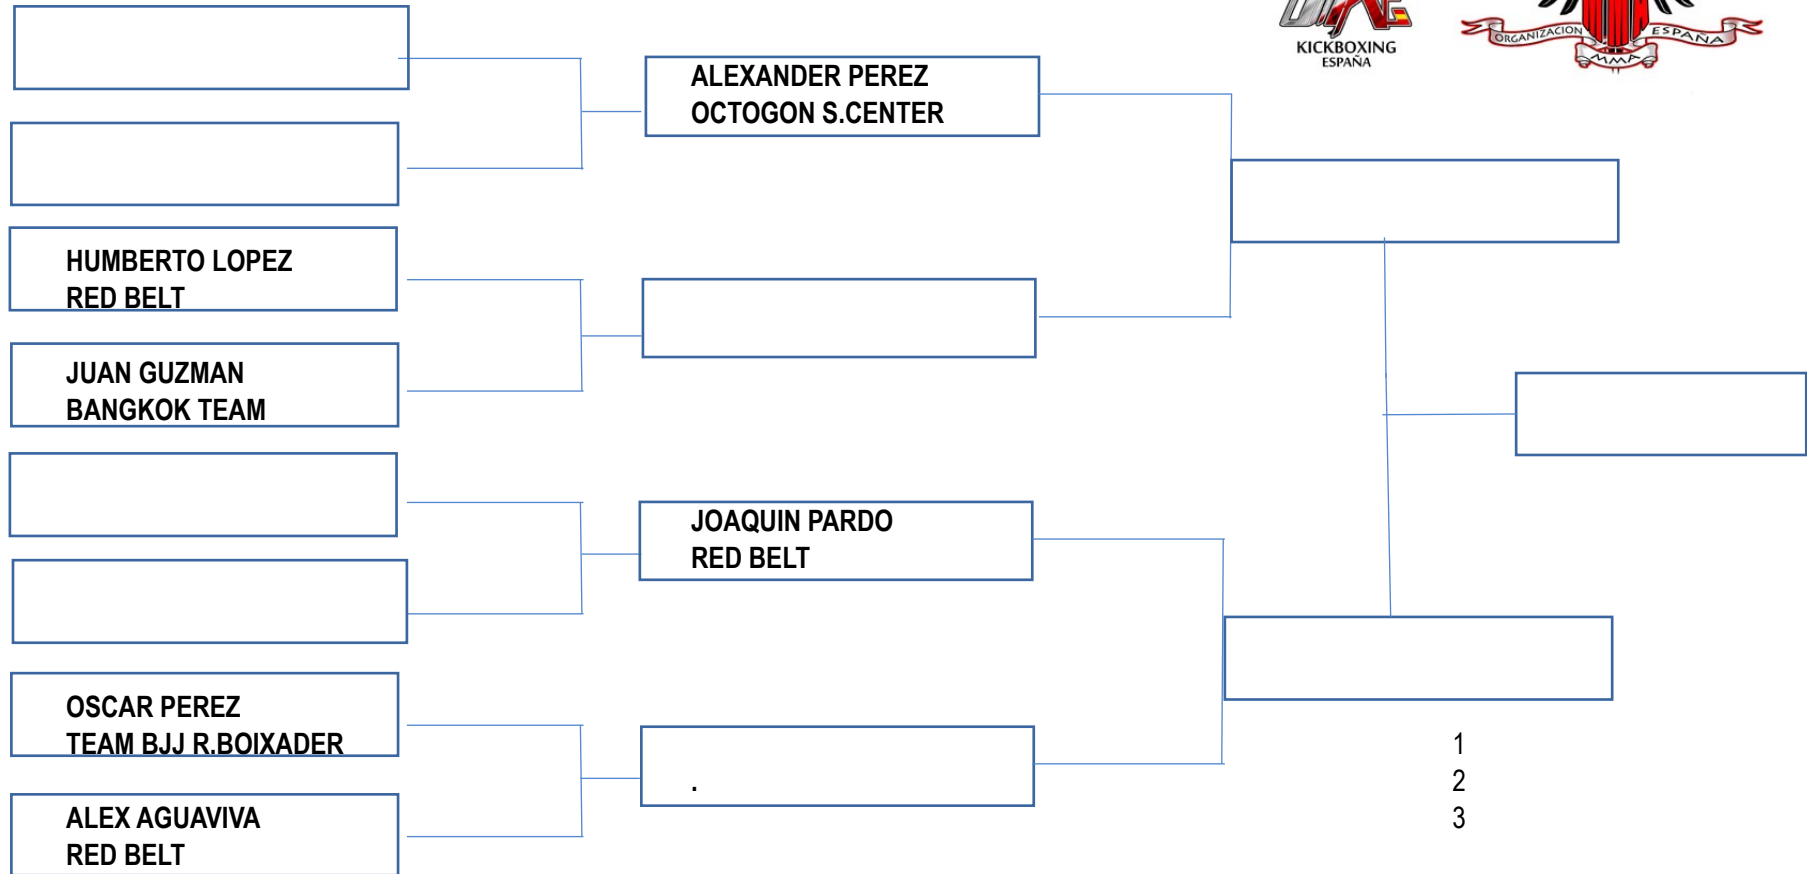 KICKBOXING
ESPAÑA
ORGANIZACION
ESPAÑA
MMA
ALEXANDER PEREZ
OCTOGON S.CENTER
HUMBERTO LOPEZ
RED BELT
JUAN GUZMAN
BANGKOK TEAM
JOAQUIN PARDO
RED BELT
OSCAR PEREZ
TEAM BJJ R.BOIXADER
.
ALEX AGUAVIVA
RED BELT
1
2
3